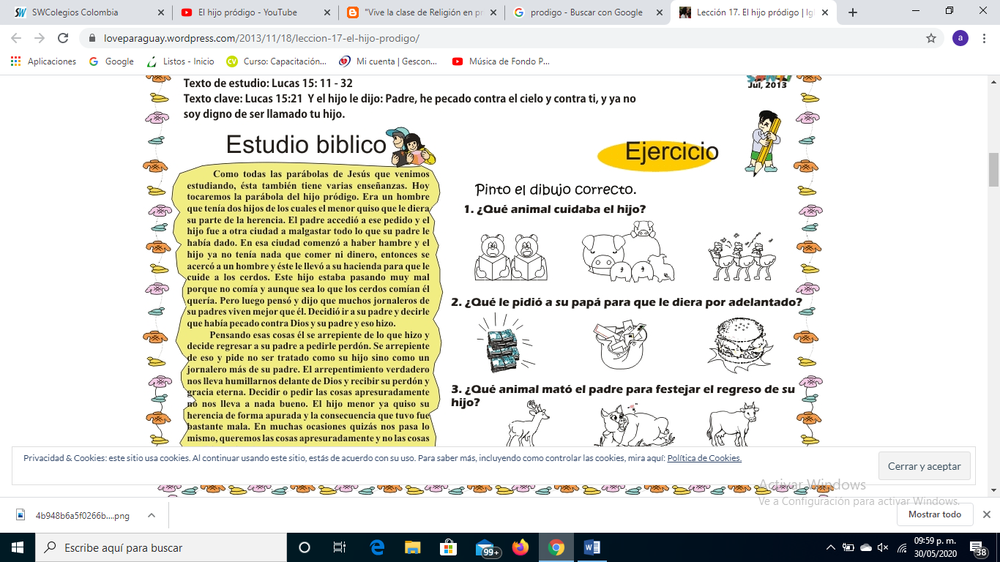 SWColegios Colombia
El hijo pródigo - YouTube
"Vive la clase de Religión en pr
prodigo - Buscar con Google
Lección 17. El hijo pródigo | Igl
loveparaguay.wordpress.com/2013/11/18/leccion-17-el-hijo-prodigo/
a
Aplicaciones
Google
Listos - Inicio
Curso: Capacitación...
Mi cuenta | Gescon...
Música de Fondo P...
Texto de estudio: Lucas 15: 11 - 32
Jul, 2013
Texto clave: Lucas 15:21 Y el hijo le dijo: Padre, he pecado contra el cielo y contra ti, y ya no
soy digno de ser llamado tu hijo.
Estudio biblico
Como todas las parábolas de Jesús que venimos
estudiando, ésta también tiene varias enseñanzas. Hoy
tocaremos la parábola del hijo pródigo. Era un hombre
que tenía dos hijos de los cuales el menor quiso que le diera
su parte de la herencia. El padre accedió a ese pedido y el
hijo fue a otra ciudad a malgastar todo lo que su padre le
había dado. En esa ciudad comenzó a haber hambre y el
hijo ya no tenía nada que comer ni dinero, entonces se
acercó a un hombre y éste le llevó a su hacienda para que le
cuide a los cerdos. Este hijo estaba pasando muy mal
porque no comía y aunque sea lo que los cerdos comían él
quería. Pero luego pensó y dijo que muchos jornaleros de
su padres viven mejor que él. Decidió ir a su padre y decirle
que había pecado contra Dios y su padre y eso hizo.
Pensando esas cosas él se arrepiente de lo que hizo y
decide regresar a su padre a pedirle perdón. Se arrepiente
de eso y pide no ser tratado como su hijo sino como un
jornalero más de su padre. El arrepentimiento verdadero
nos lleva humillarnos delante de Dios y recibir su perdón y
gracia eterna. Decidir o pedir las cosas apresuradamente
no nos lleva a nada bueno. El hijo menor ya quiso su
herencia de forma apurada y la consecuencia que tuvo fue
bastante mala. En muchas ocasiones quizás nos pasa lo
mismo, queremos las cosas apresuradamente y no las cosas
Ejercicio
Pinto el dibujo correcto.
1. ¿Qué animal cuidaba el hijo?
2. ¿Qué le pidió a su papá para que le diera por adelantado?
3. ¿Qué animal mató el padre para festejar el regreso de su
hijo?
Privacidad & Cookies: este sitio usa cookies. Al continuar usando este sitio, estás de acuerdo con su uso. Para saber más, incluyendo como controlar las cookies, mira aquí: Política de Cookies.
Cerrar y aceptar
Activar Windows
Ve a Configuración para activar Windows.
4b948b6a5f0266b....png
Mostrar todo
Escribe aquí para buscar
99+
09:59 p. m.
30/05/2020
38